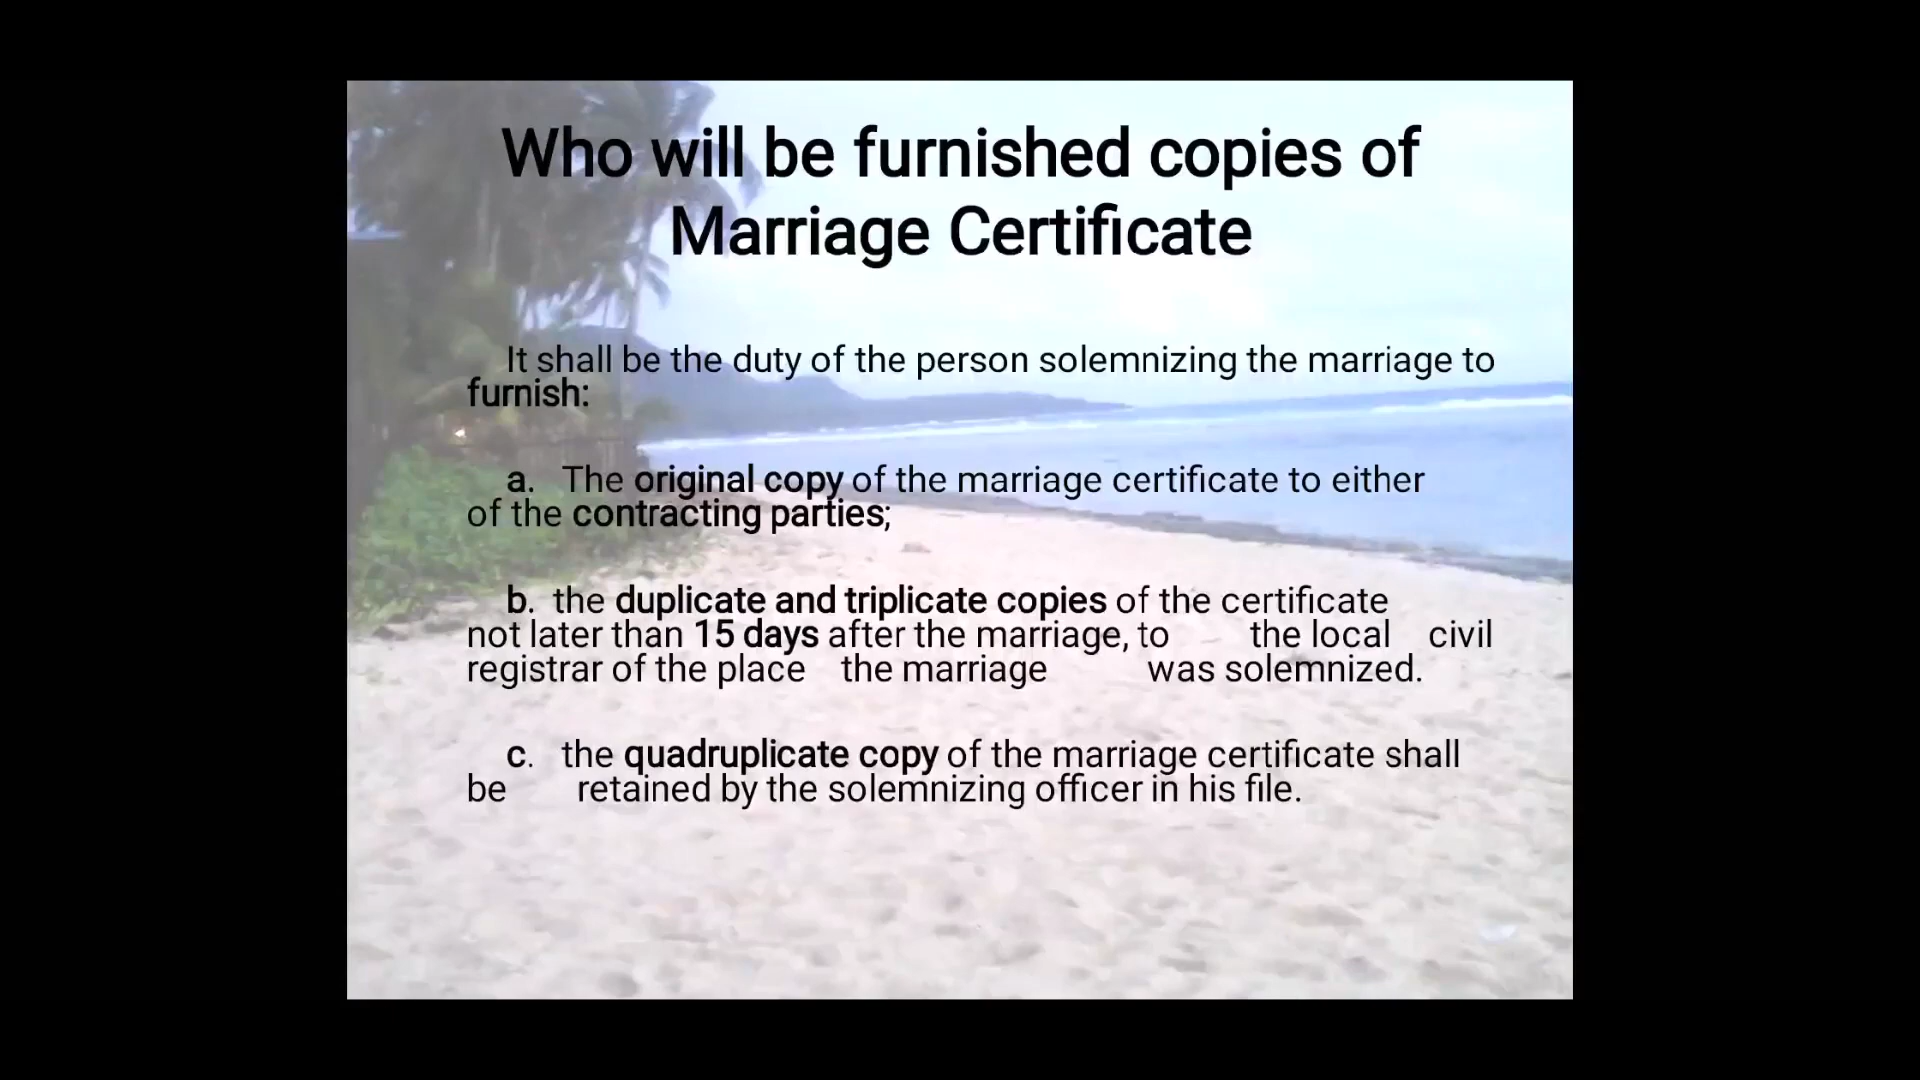 Who will be furnished copies of
Marriage Certificate
It shall be the duty of the person solemnizing the marriage to
furnish:
a. The original copy of the marriage certificate to either
of the contracting parties;
b. the duplicate and triplicate copies of the certificate
not later than 15 days after the marriage, to the local civil
registrar of the place the marriage was solemnized.
c. the quadruplicate copy of the marriage certificate shall
be retained by the solemnizing officer in his file.